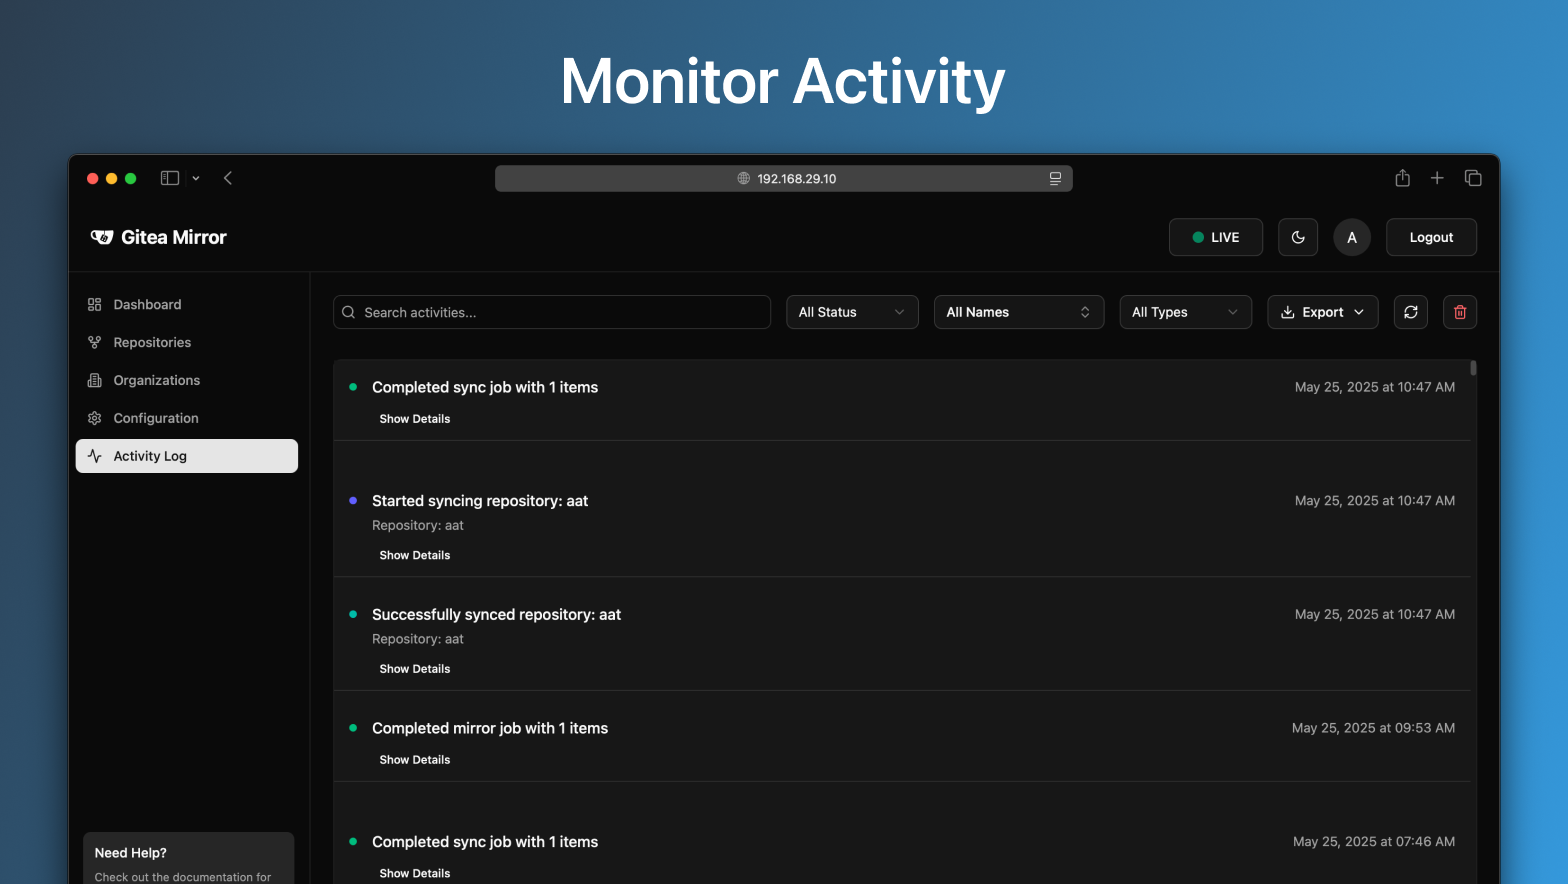 Monitor Activity
192.168.29.10
Gitea Mirror
LIVE
A
Logout
Dashboard
Repositories
Organizations
Configuration
Activity Log
Search activities...
All Status
All Names
All Types
Export
Completed sync job with 1 items
May 25, 2025 at 10:47 AM
Show Details
Started syncing repository: aat
May 25, 2025 at 10:47 AM
Repository: aat
Show Details
Successfully synced repository: aat
May 25, 2025 at 10:47 AM
Repository: aat
Show Details
Completed mirror job with 1 items
May 25, 2025 at 09:53 AM
Show Details
Completed sync job with 1 items
May 25, 2025 at 07:46 AM
Show Details
Need Help?
Check out the documentation for